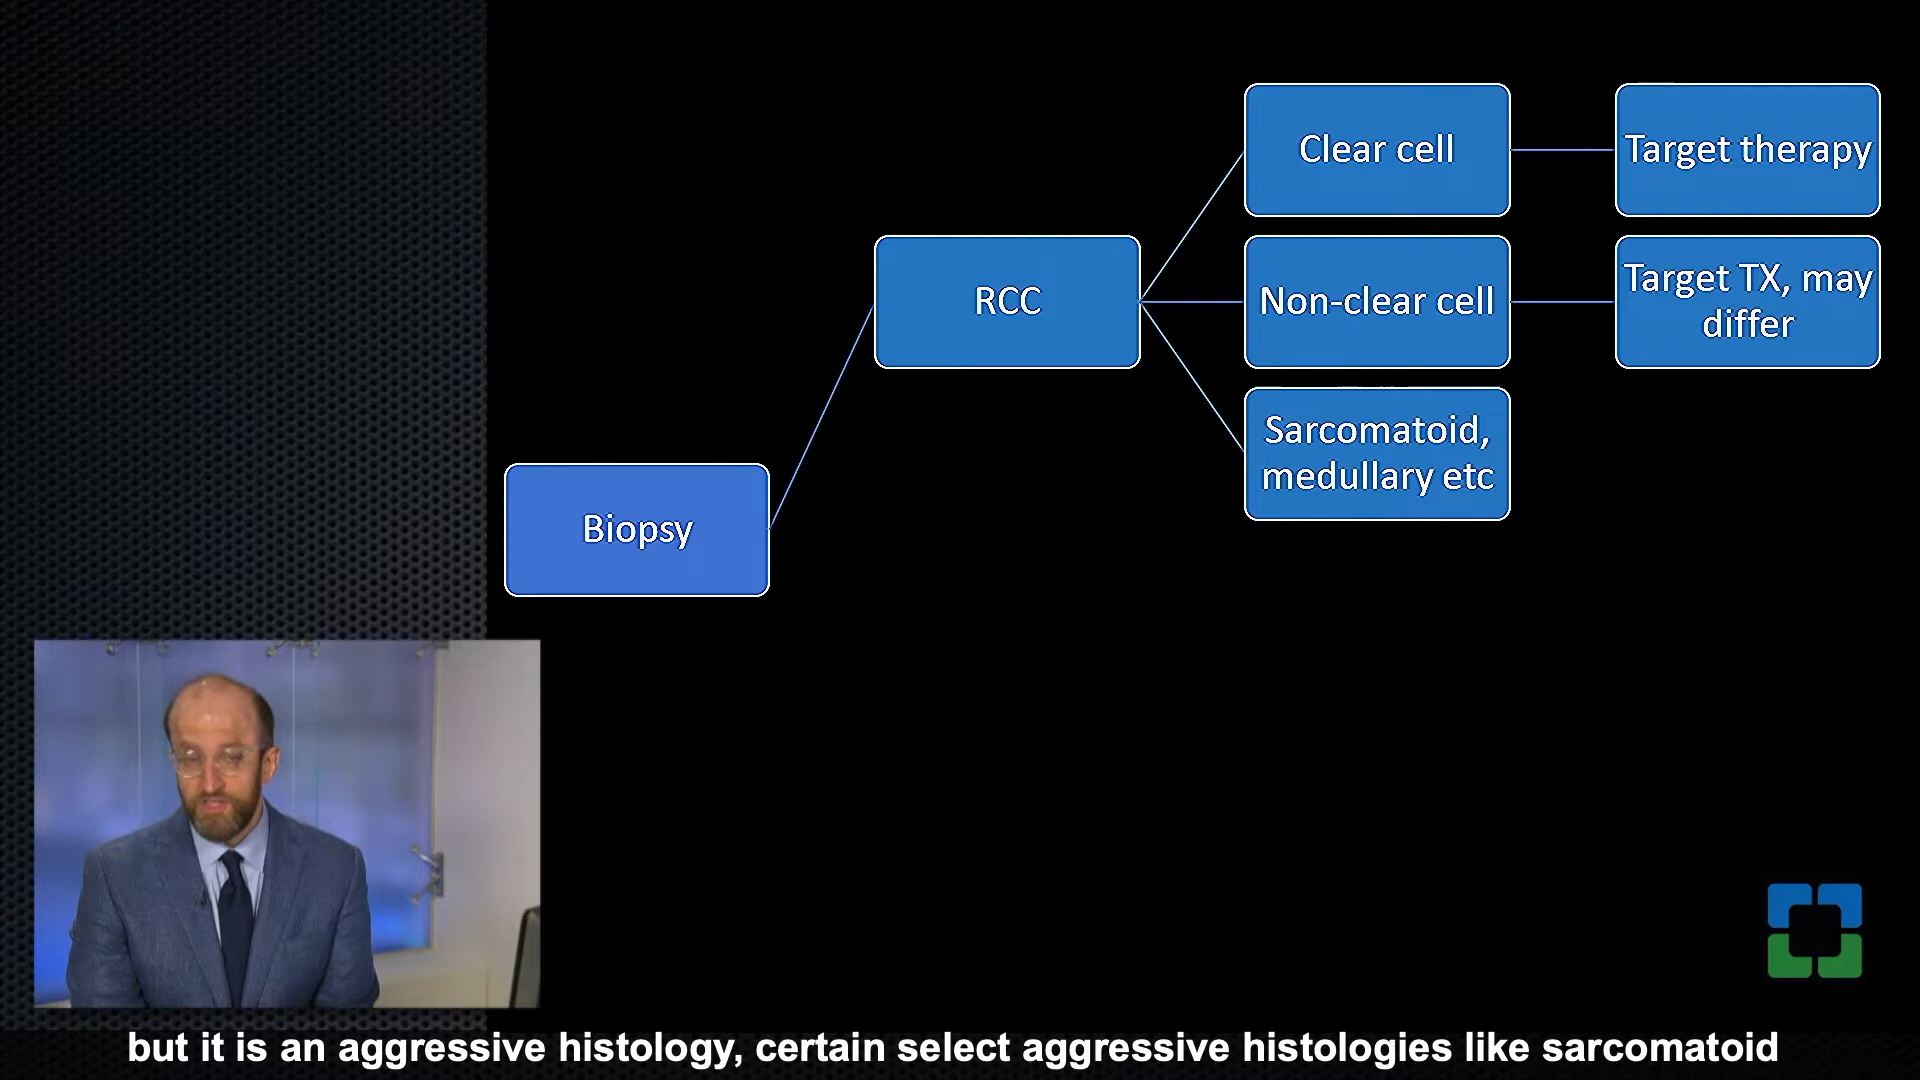 Clear cell
Target therapy
RCC
Non-clear cell
Target TX, may
differ
Sarcomatoid,
medullary etc
Biopsy
but it is an aggressive histology, certain select aggressive histologies like sarcomatoid